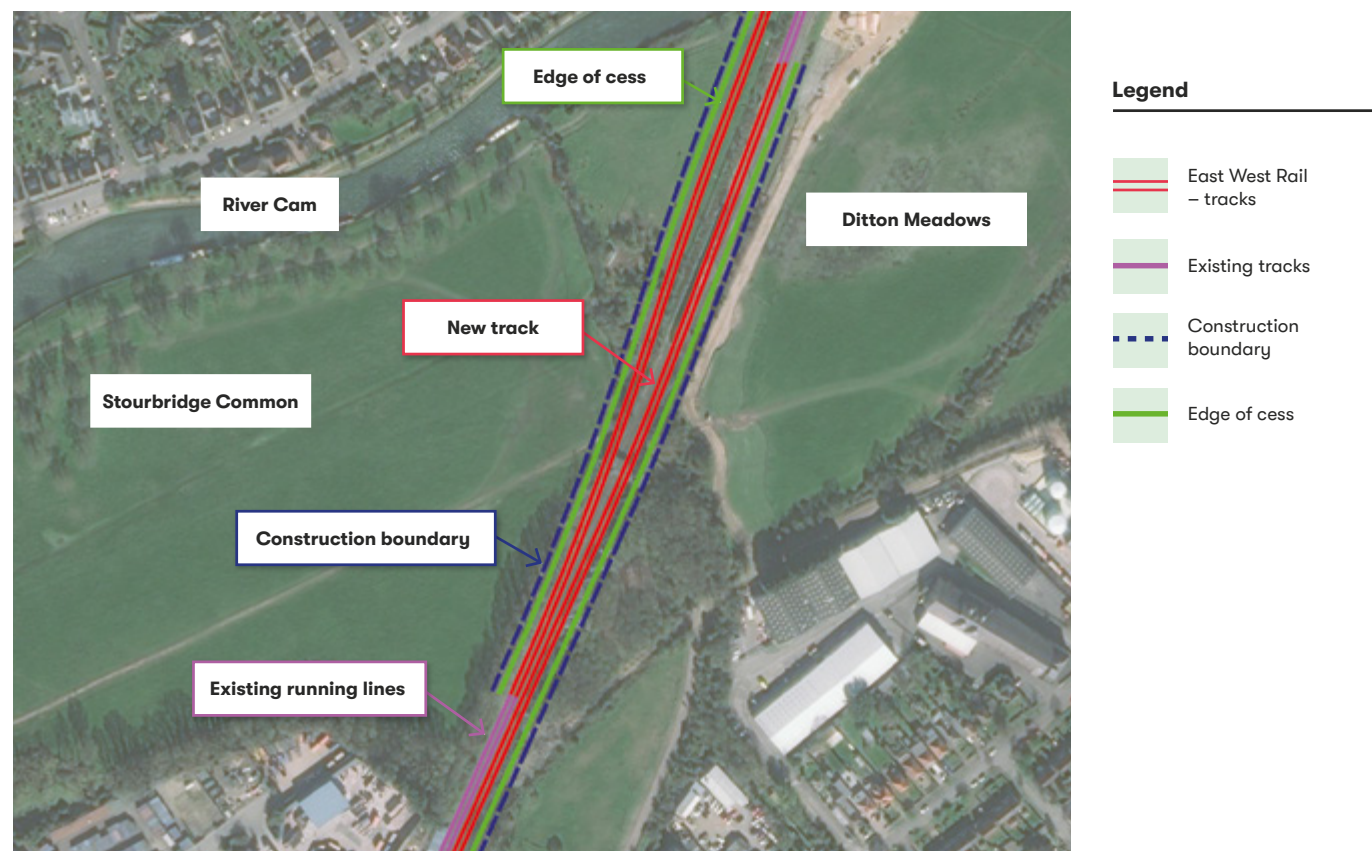 Edge of cess
River Cam
Ditton Meadows
New track
Stourbridge Common
Construction boundary
Existing running lines
Legend
East West Rail
– tracks
Existing tracks
Construction
boundary
Edge of cess